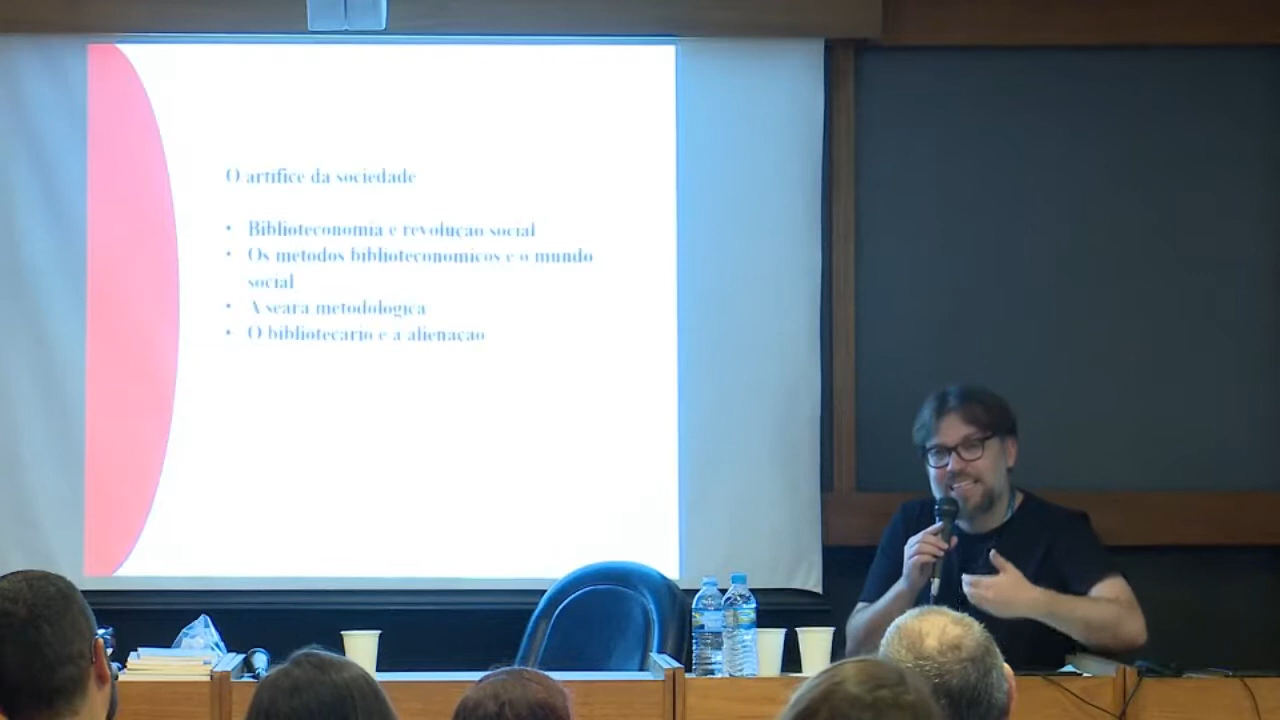 O artífice da sociedade
• Biblioteconomia e revolução social
• Os métodos biblioteconômicos e o mundo
social
• A seara metodológica
• O bibliotecário e a alienação